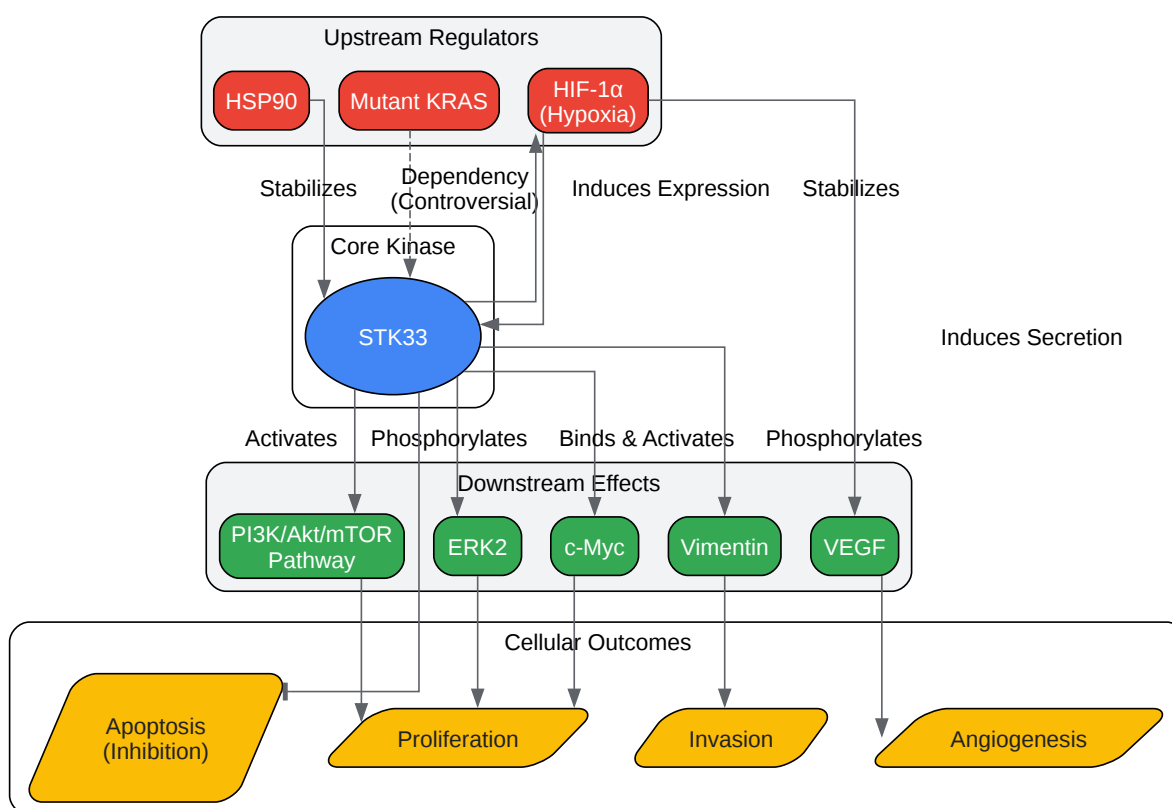 Upstream Regulators
HSP90
Mutant KRAS
HIF-1α
(Hypoxia)
Stabilizes
Dependency
(Controversial)
Induces Expression
Stabilizes
Core Kinase
STK33
Induces Secretion
Activates
Phosphorylates
Binds & Activates
Phosphorylates
Downstream Effects
PI3K/Akt/mTOR
Pathway
ERK2
c-Myc
Vimentin
VEGF
Cellular Outcomes
Apoptosis
(Inhibition)
Proliferation
Invasion
Angiogenesis